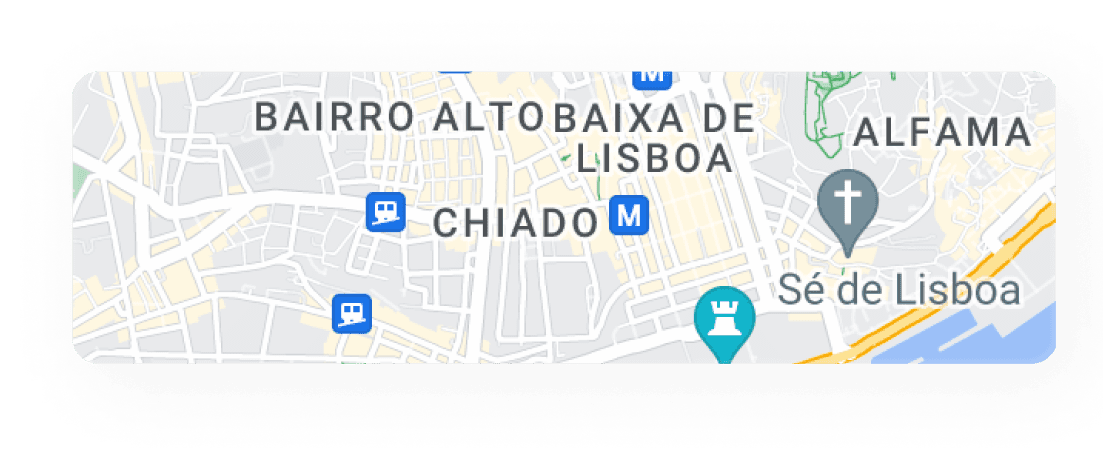 M
BAIRRO ALTO
BAIXA DE
LISBOA
ALFAMA
CHIADO
M
Sé de Lisboa